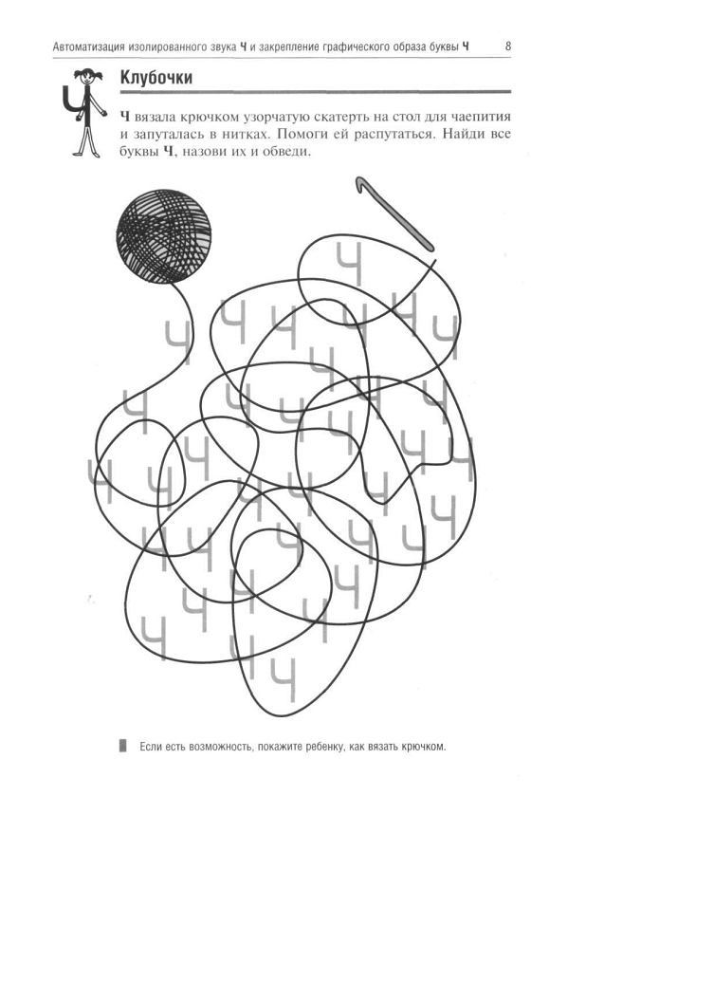 Автоматизация изолированного звука Ч и закрепление графического образа буквы Ч 8
Клубочки
Ч
Ч вязала крючком узорчатую скатерть на стол для чаепития
и запуталась в нитках. Помоги ей распутаться. Найди все
буквы Ч, назови их и обведи.
Ч
Ч Ч Ч Ч Ч
Ч
Ч
Ч
Ч Ч Ч Ч
Ч
Ч Ч Ч
Ч Ч Ч Ч Ч
Ч
Ч Ч Ч Ч Ч
Ч Ч
Ч Ч
Ч Ч
Ч
Если есть возможность, покажите ребенку, как вязать крючком.